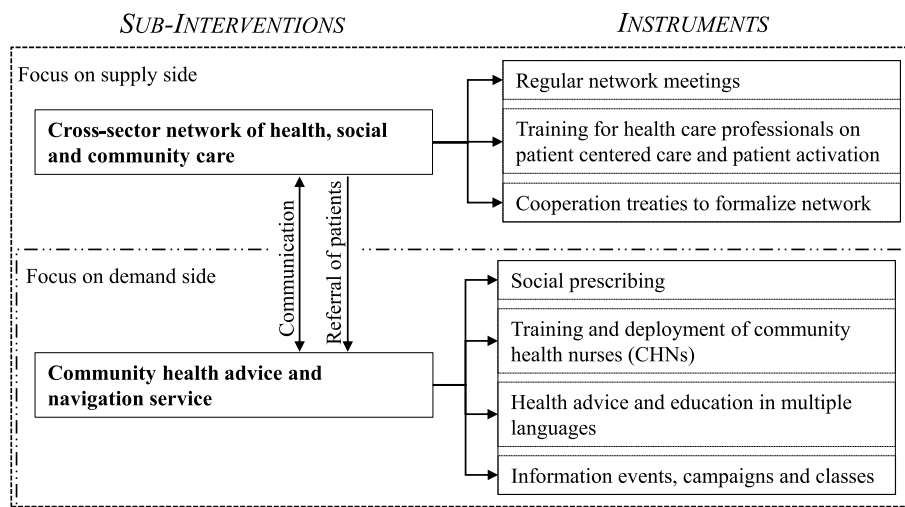 SUB-INTERVENTIONS
INSTRUMENTS
Focus on supply side
Cross-sector network of health, social
and community care
Regular network meetings
Training for health care professionals on
patient centered care and patient activation
Cooperation treaties to formalize network
Communication
Referral of patients
Focus on demand side
Community health advice and
navigation service
Social prescribing
Training and deployment of community
health nurses (CHNs)
Health advice and education in multiple
languages
Information events, campaigns and classes